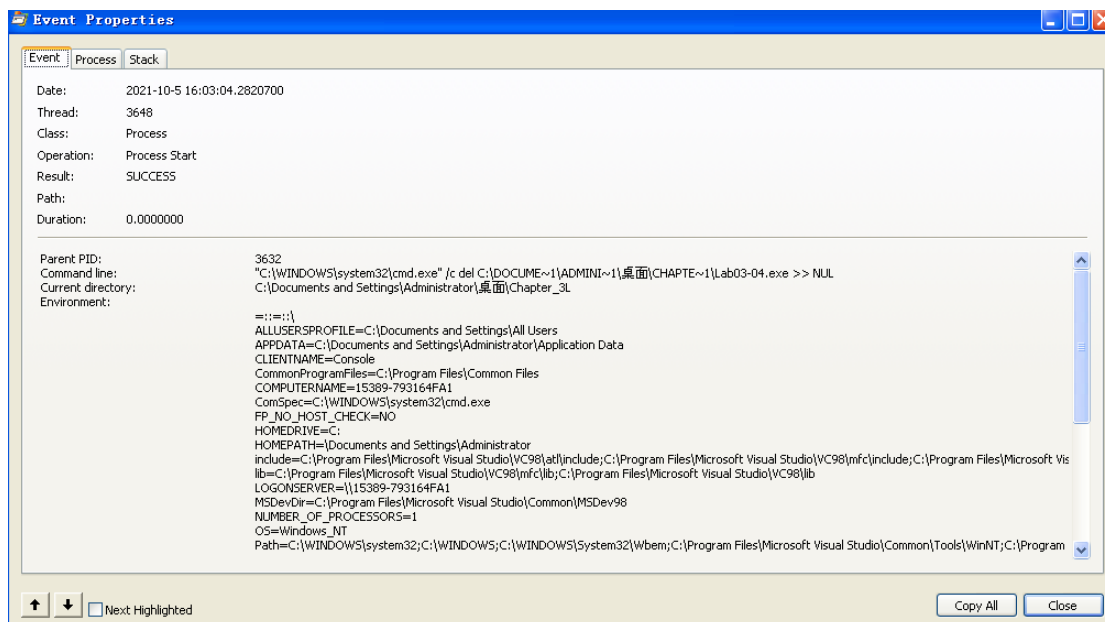 Event Properties
Event Process Stack
Date: 2021-10-5 16:03:04.2820700
Thread: 3648
Class: Process
Operation: Process Start
Result: SUCCESS
Path:
Duration: 0.0000000
Parent PID: 3632
Command line: "C:\WINDOWS\system32\cmd.exe" /c del C:\DOCUME~1\ADMINI~1\桌面\CHAPTE~1\Lab03-04.exe >> NUL
Current directory: C:\Documents and Settings\Administrator\桌面\Chapter_3L
Environment:
=::=::\
ALLUSERSPROFILE=C:\Documents and Settings\All Users
APPDATA=C:\Documents and Settings\Administrator\Application Data
CLIENTNAME=Console
CommonProgramFiles=C:\Program Files\Common Files
COMPUTERNAME=15389-793164FA1
ComSpec=C:\WINDOWS\system32\cmd.exe
FP_NO_HOST_CHECK=NO
HOMEDRIVE=C:
HOMEPATH=\Documents and Settings\Administrator
include=C:\Program Files\Microsoft Visual Studio\VC98\atl\include;C:\Program Files\Microsoft Visual Studio\VC98\mfc\include;C:\Program Files\Microsoft Vis
lib=C:\Program Files\Microsoft Visual Studio\VC98\mfc\lib;C:\Program Files\Microsoft Visual Studio\VC98\lib
LOGONSERVER=\\15389-793164FA1
MSDevDir=C:\Program Files\Microsoft Visual Studio\Common\MSDev98
NUMBER_OF_PROCESSORS=1
OS=Windows_NT
Path=C:\WINDOWS\system32;C:\WINDOWS;C:\WINDOWS\System32\Wbem;C:\Program Files\Microsoft Visual Studio\Common\Tools\WinNT;C:\Program
Next Highlighted Copy All Close